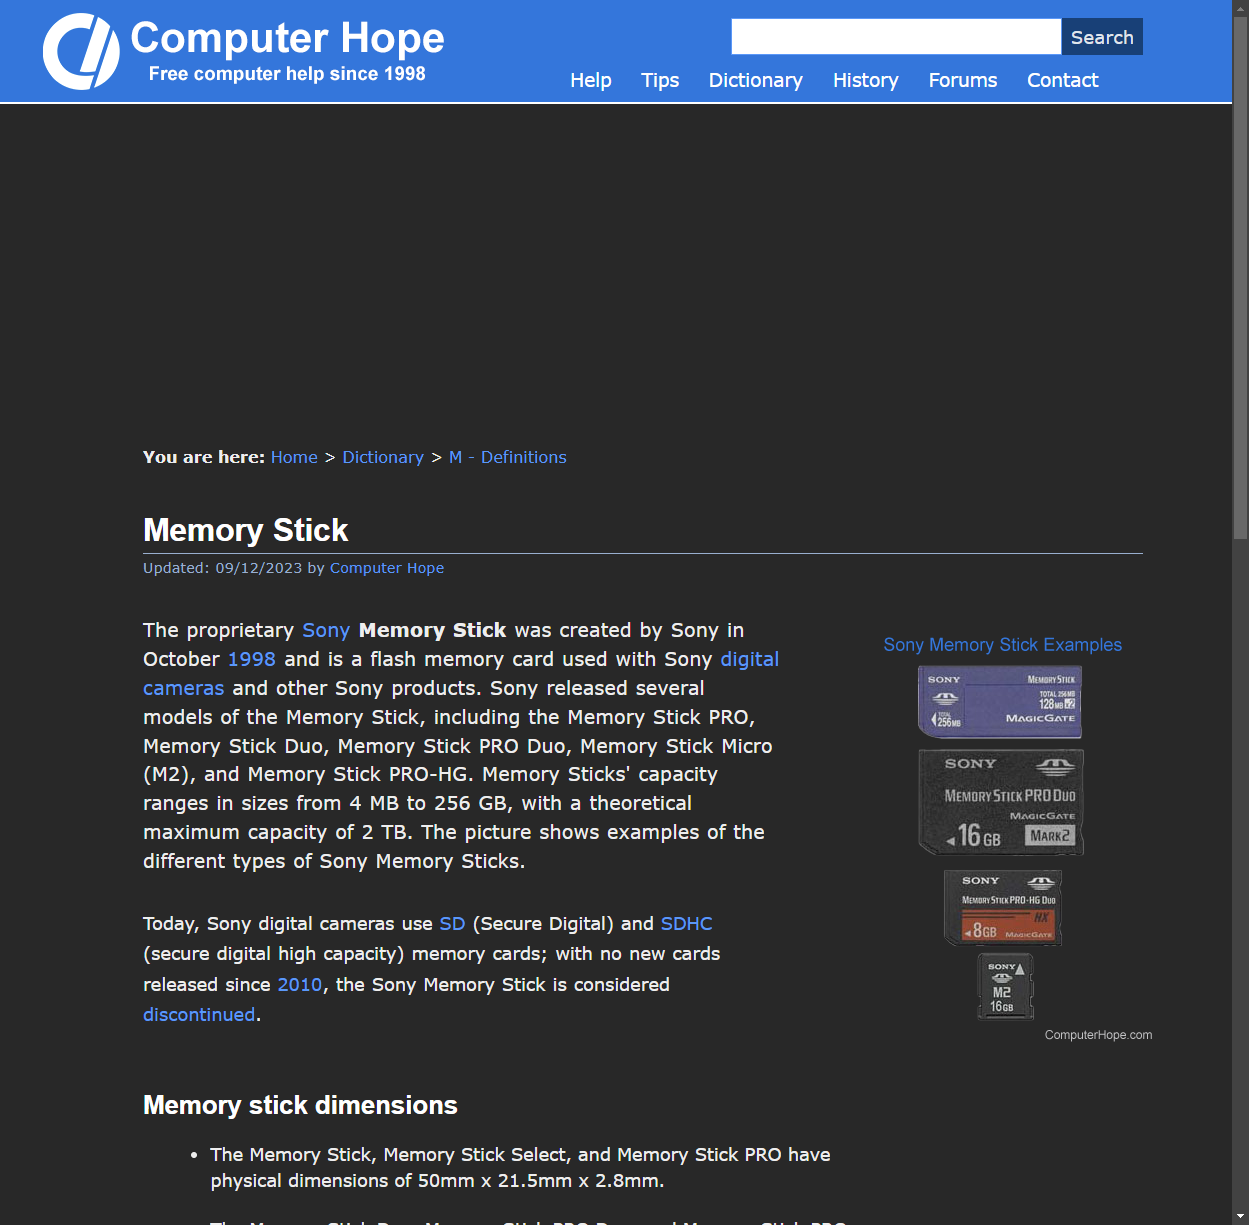 Computer Hope
Free computer help since 1998
Search
Help Tips Dictionary History Forums Contact
You are here: Home > Dictionary > M - Definitions
Memory Stick
Updated: 09/12/2023 by Computer Hope
The proprietary Sony Memory Stick was created by Sony in
October 1998 and is a flash memory card used with Sony digital
cameras and other Sony products. Sony released several
models of the Memory Stick, including the Memory Stick PRO,
Memory Stick Duo, Memory Stick PRO Duo, Memory Stick Micro
(M2), and Memory Stick PRO-HG. Memory Sticks' capacity
ranges in sizes from 4 MB to 256 GB, with a theoretical
maximum capacity of 2 TB. The picture shows examples of the
different types of Sony Memory Sticks.
Sony Memory Stick Examples
SONY
MEMORY STICK
TOTAL 256MB
128MB x2
TOTAL
256MB
MAGICGATE
SONY
MEMORY STICK PRO DUO
MAGICGATE
16 GB
MARK2
SONY
MEMORY STICK PRO-HG DUO
HX
8GB
MAGICGATE
SONY
M2
16GB
ComputerHope.com
Today, Sony digital cameras use SD (Secure Digital) and SDHC
(secure digital high capacity) memory cards; with no new cards
released since 2010, the Sony Memory Stick is considered
discontinued.
Memory stick dimensions
• The Memory Stick, Memory Stick Select, and Memory Stick PRO have
physical dimensions of 50mm x 21.5mm x 2.8mm.